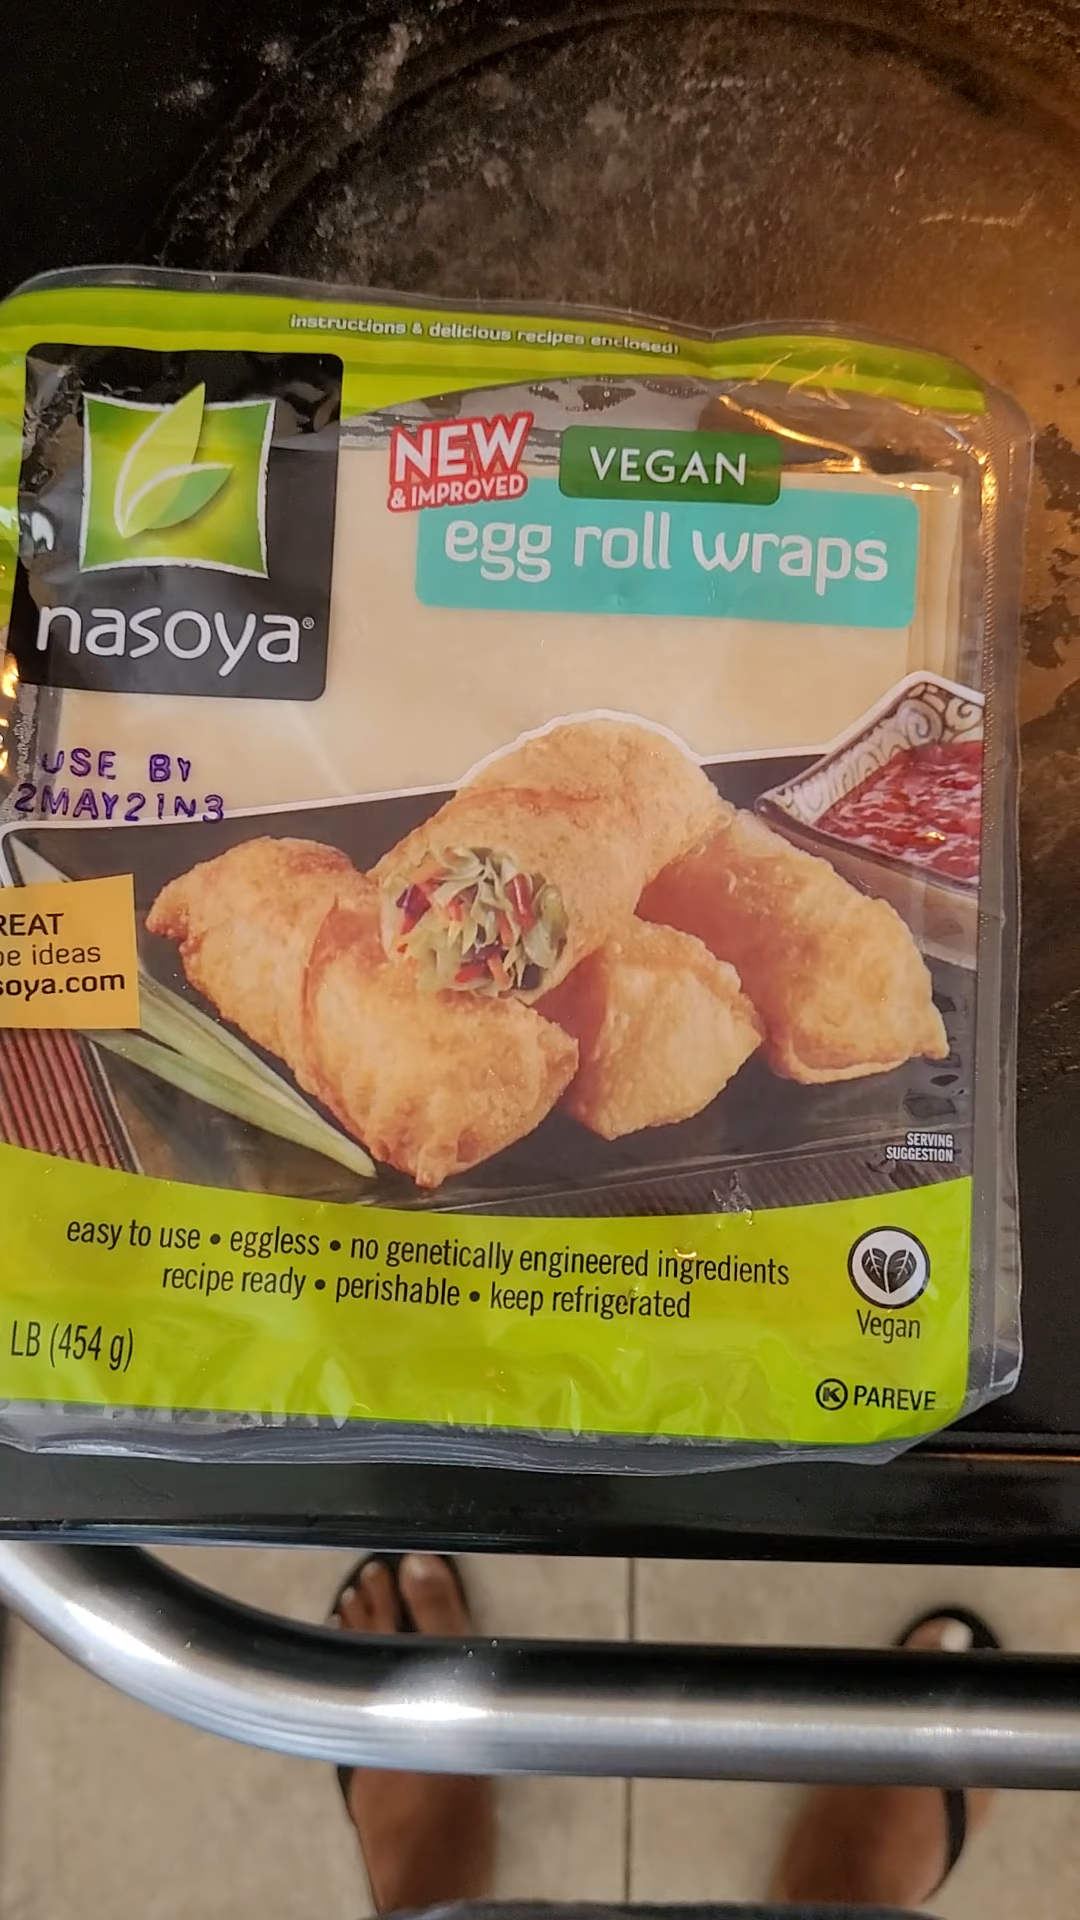 instructions & delicious recipes enclosed!
NEW
& IMPROVED
VEGAN
egg roll wraps
nasoya®
USE BY
2MAY21N3
REAT
pe ideas
soya.com
SERVING
SUGGESTION
easy to use • eggless • no genetically engineered ingredients
recipe ready • perishable • keep refrigerated
Vegan
LB (454 g)
K PAREVE